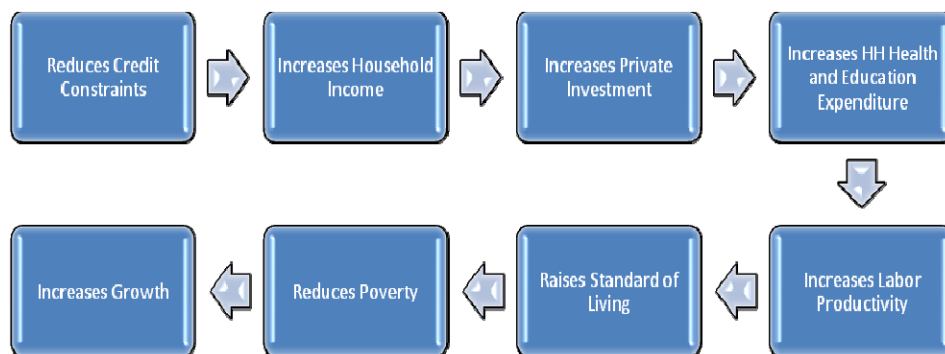 Reduces Credit
Constraints
Increases Household
Income
Increases Private
Investment
Increases HH Health
and Education
Expenditure
Increases Labor
Productivity
Raises Standard of
Living
Reduces Poverty
Increases Growth